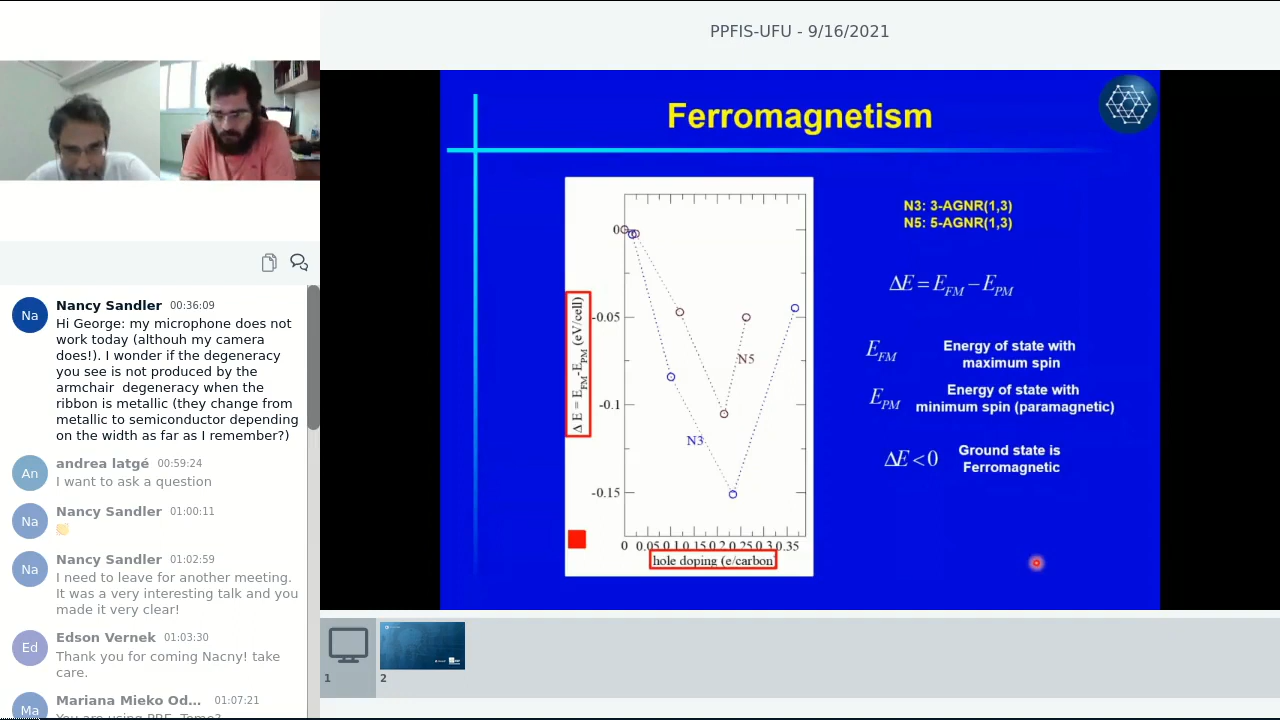 PPFIS-UFU - 9/16/2021
Na
Nancy Sandler 00:36:09
Hi George: my microphone does not
work today (althouh my camera
does!). I wonder if the degeneracy
you see is not produced by the
armchair degeneracy when the
ribbon is metallic (they change from
metallic to semiconductor depending
on the width as far as I remember?)
An
andrea latgé 00:59:24
I want to ask a question
Na
Nancy Sandler 01:00:11
Na
Nancy Sandler 01:02:59
I need to leave for another meeting.
It was a very interesting talk and you
made it very clear!
Ed
Edson Vernek 01:03:30
Thank you for coming Nacny! take
care.
Ma
Mariana Mieko Od... 01:07:21
You are using PBE, Tome?
Ferromagnetism
0
-0.05
-0.1
-0.15
Δ E = E_FM-E_PM (eV/cell)
N5
N3
0 0.05 0.1 0.15 0.2 0.25 0.3 0.35
hole doping (e/carbon
N3: 3-AGNR(1,3)
N5: 5-AGNR(1,3)
ΔE = E_FM − E_PM
E_FM Energy of state with
maximum spin
E_PM Energy of state with
minimum spin (paramagnetic)
ΔE < 0 Ground state is
Ferromagnetic
1
2